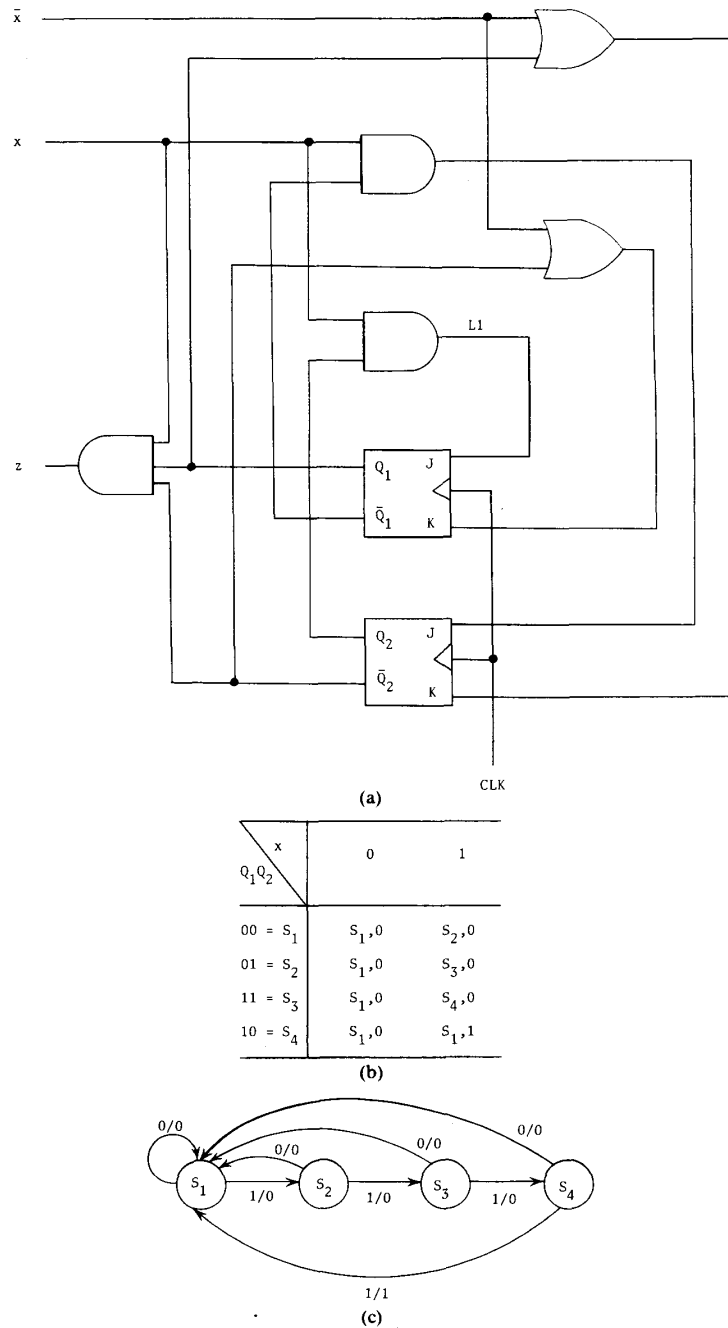 x̄
x
L1
z
Q₁ J
Q̄₁ K
Q₂ J
Q̄₂ K
CLK
(a)
x 0 1
Q₁Q₂
00 = S₁ S₁,0 S₂,0
01 = S₂ S₁,0 S₃,0
11 = S₃ S₁,0 S₄,0
10 = S₄ S₁,0 S₁,1
(b)
0/0 0/0 0/0 0/0
S₁ S₂ S₃ S₄
1/0 1/0 1/0
1/1
(c)